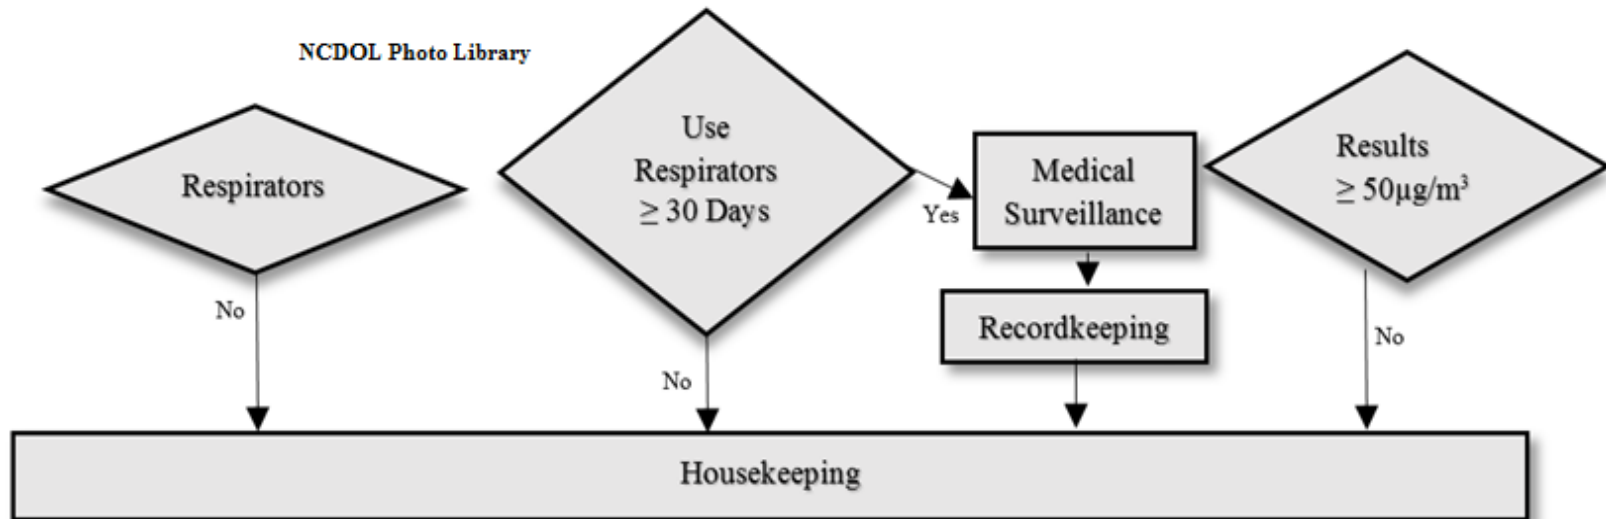 NCDOL Photo Library
Respirators
No
Use
Respirators
≥ 30 Days
No
Yes
Medical
Surveillance
Recordkeeping
Results
≥ 50µg/m³
No
Housekeeping